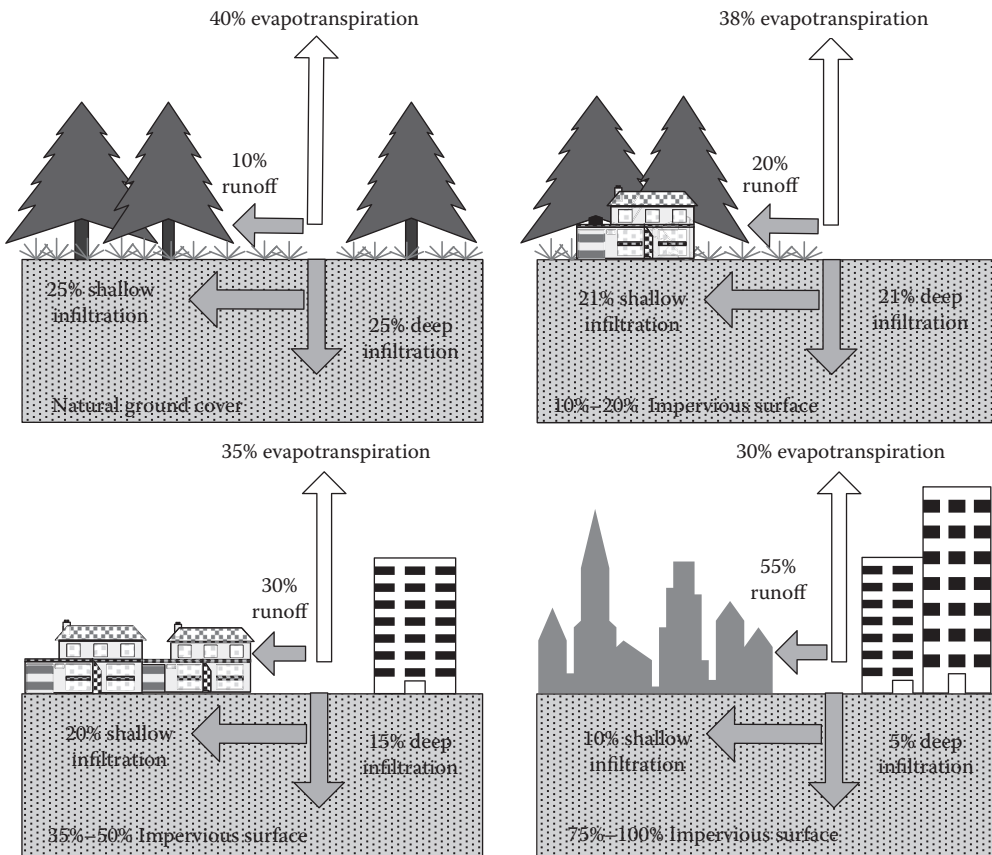 40% evapotranspiration
10%
runoff
25% shallow
infiltration
25% deep
infiltration
Natural ground cover
38% evapotranspiration
20%
runoff
21% shallow
infiltration
21% deep
infiltration
10%–20% Impervious surface
35% evapotranspiration
30%
runoff
20% shallow
infiltration
15% deep
infiltration
35%–50% Impervious surface
30% evapotranspiration
55%
runoff
10% shallow
infiltration
5% deep
infiltration
75%–100% Impervious surface